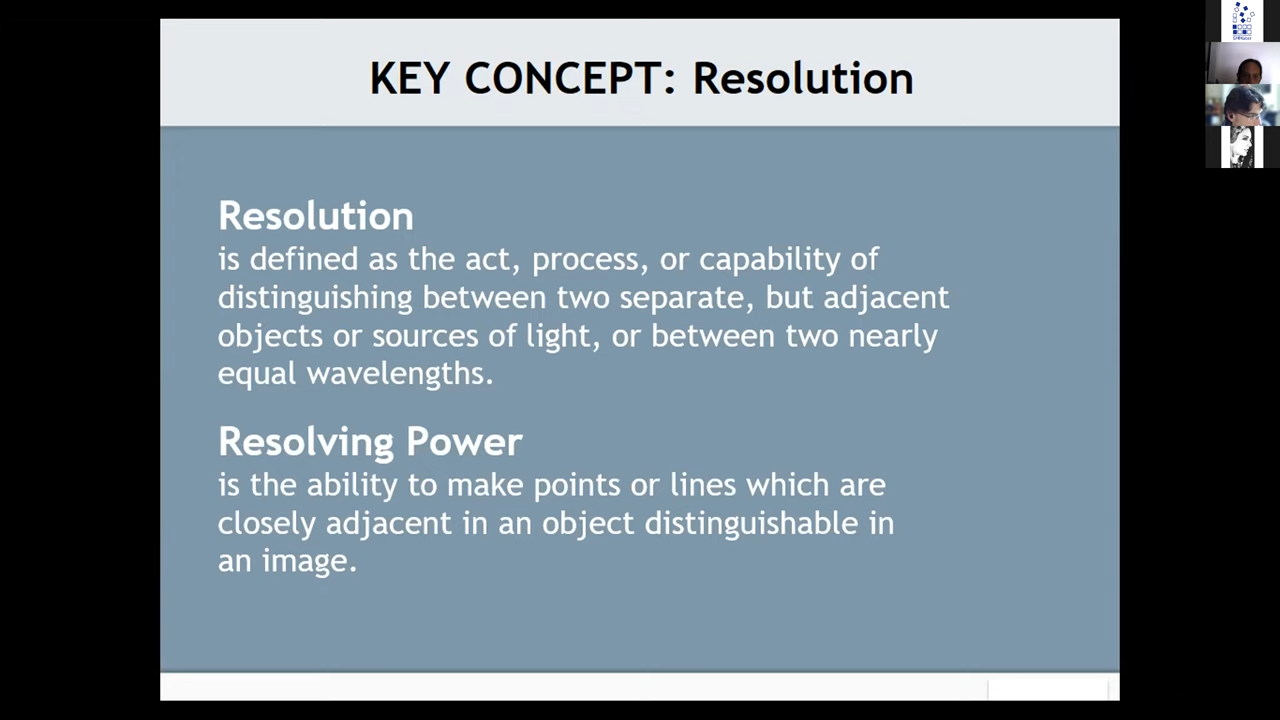 KEY CONCEPT: Resolution
Resolution
is defined as the act, process, or capability of
distinguishing between two separate, but adjacent
objects or sources of light, or between two nearly
equal wavelengths.
Resolving Power
is the ability to make points or lines which are
closely adjacent in an object distinguishable in
an image.